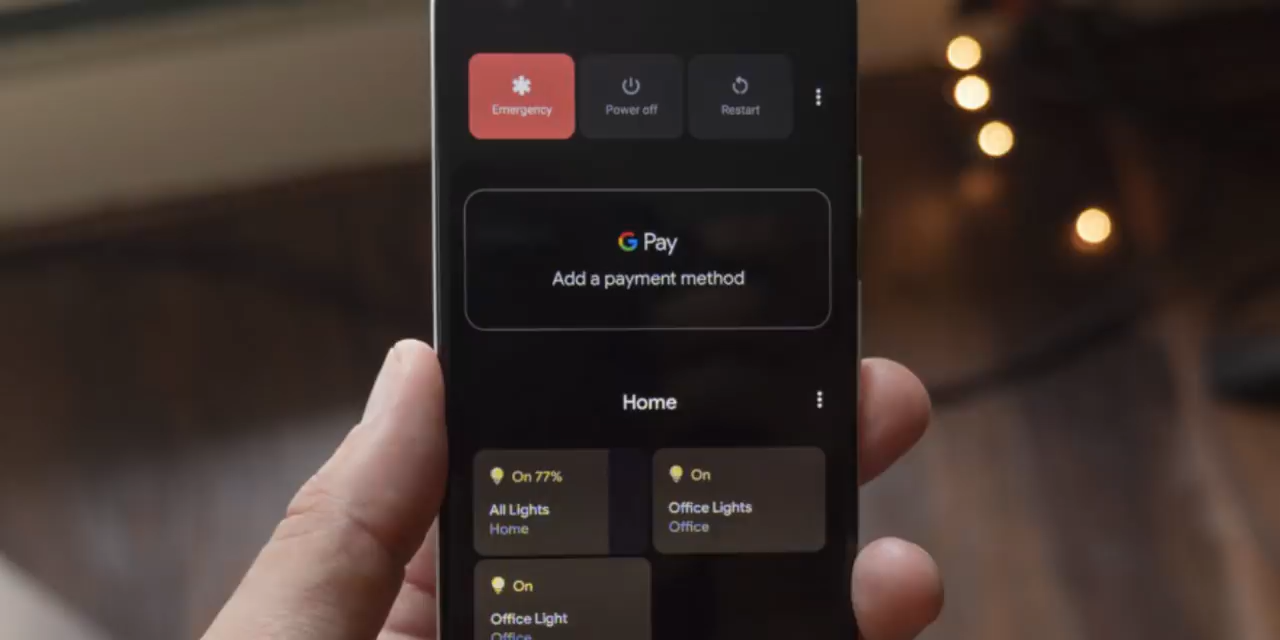 Emergency
Power off
Restart
G Pay
Add a payment method
Home
On 77%
All Lights
Home
On
Office Lights
Office
On
Office Light
Office